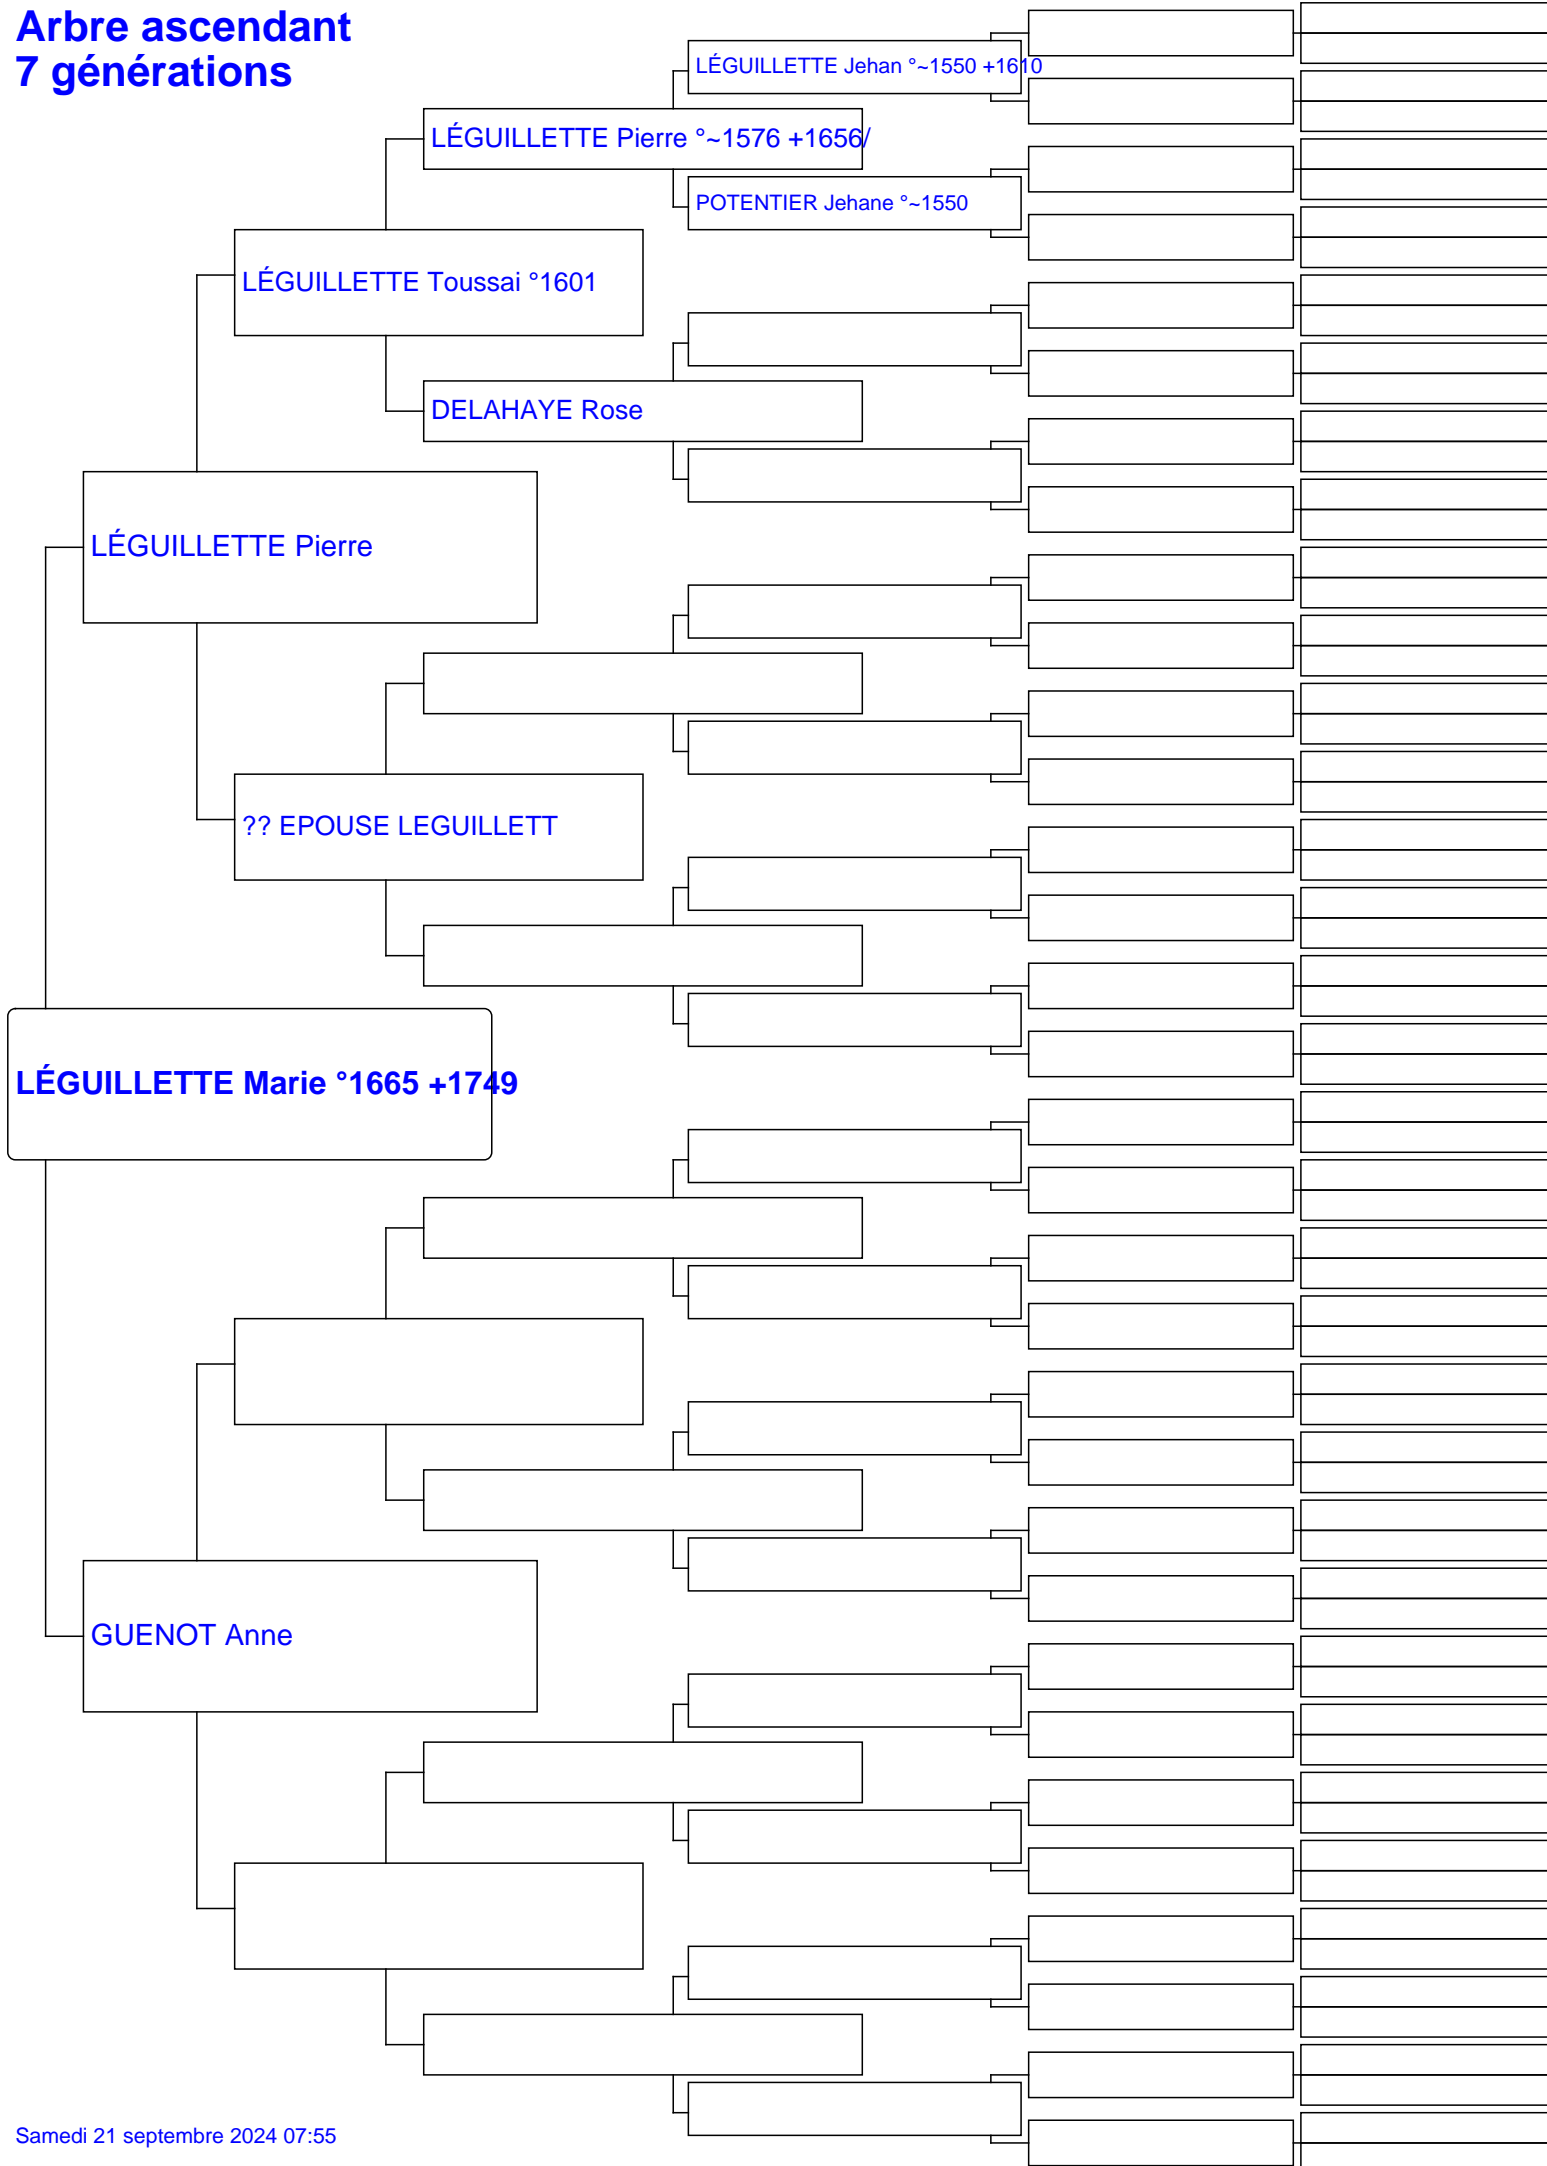 Arbre ascendant
7 générations
LÉGUILLETTE Jehan °~1550 +1610
LÉGUILLETTE Pierre °~1576 +1656/
POTENTIER Jehane °~1550
LÉGUILLETTE Toussai °1601
DELAHAYE Rose
LÉGUILLETTE Pierre
?? EPOUSE LEGUILLETT
LÉGUILLETTE Marie °1665 +1749
GUENOT Anne
Samedi 21 septembre 2024 07:55